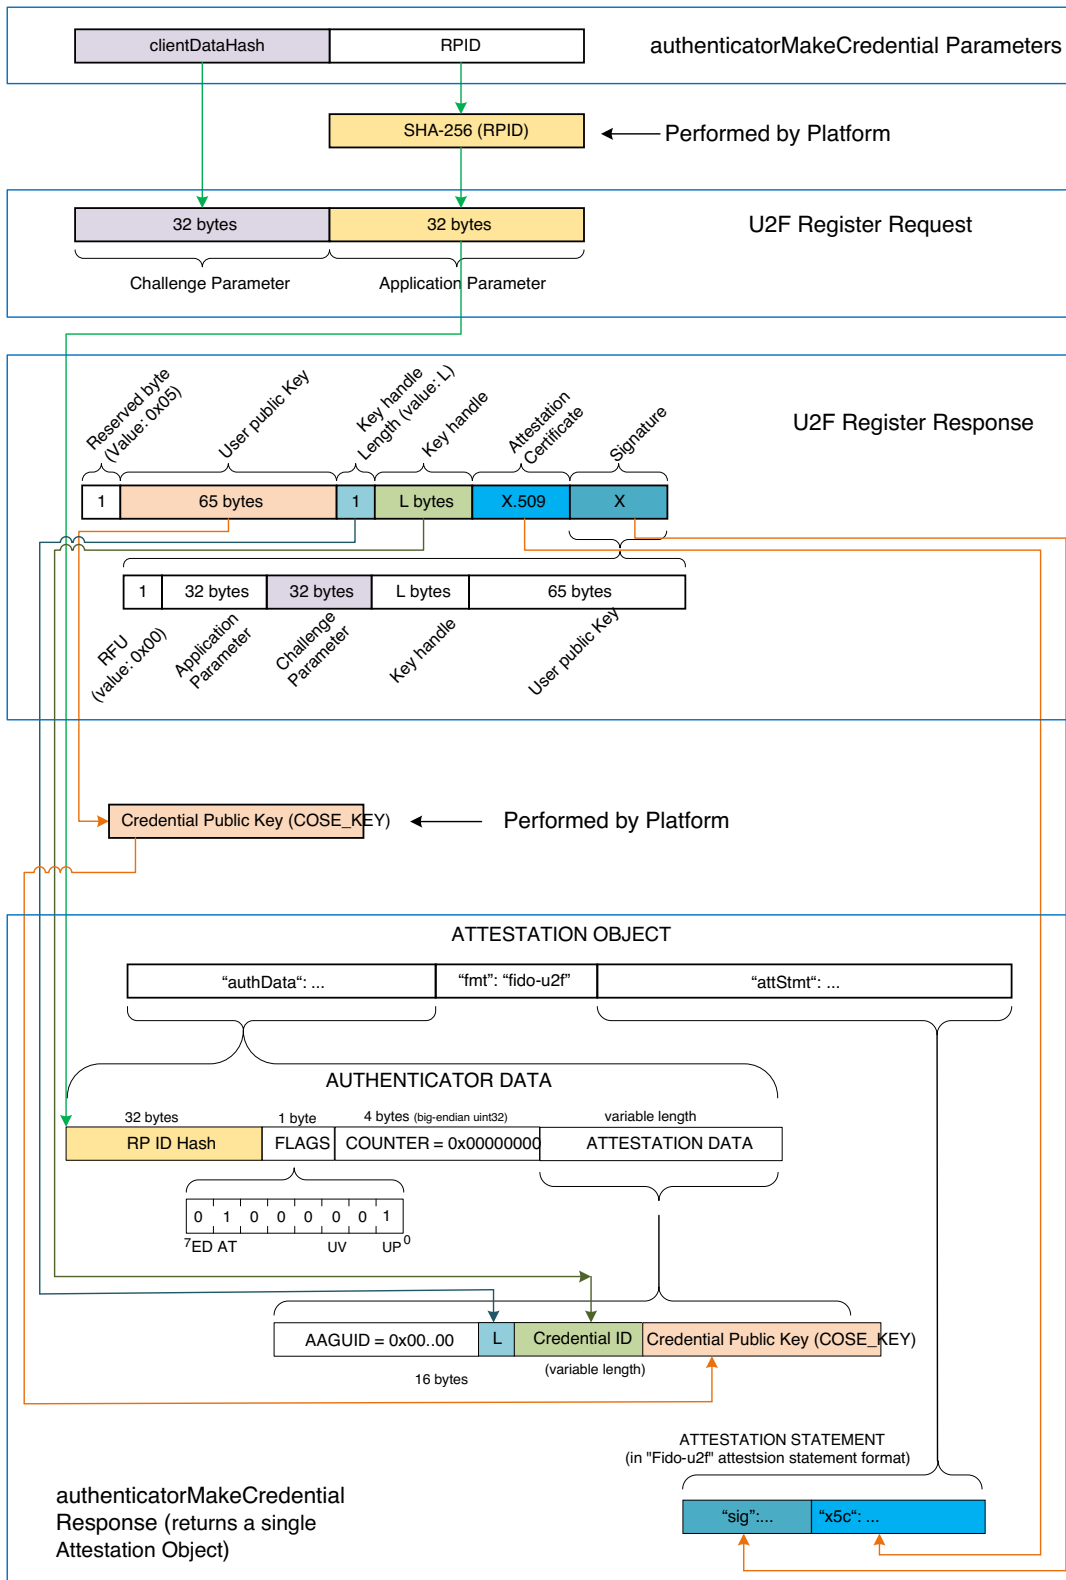 clientDataHash
RPID
authenticatorMakeCredential Parameters
SHA-256 (RPID)
Performed by Platform
32 bytes
32 bytes
U2F Register Request
Challenge Parameter
Application Parameter
Reserved byte
(Value: 0x05)
User public Key
Key handle
Length (value: L)
Key handle
Attestation
Certificate
Signature
U2F Register Response
1
65 bytes
1
L bytes
X.509
X
1
32 bytes
32 bytes
L bytes
65 bytes
RFU
(value: 0x00)
Application
Parameter
Challenge
Parameter
Key handle
User public Key
Credential Public Key (COSE_KEY)
Performed by Platform
ATTESTATION OBJECT
“authData“: ...
“fmt”: “fido-u2f”
“attStmt“: ...
AUTHENTICATOR DATA
32 bytes
1 byte
4 bytes (big-endian uint32)
variable length
RP ID Hash
FLAGS
COUNTER = 0x00000000
ATTESTATION DATA
0 1 0 0 0 0 0 1
7 ED AT UV UP 0
AAGUID = 0x00..00
L
Credential ID
Credential Public Key (COSE_KEY)
16 bytes
(variable length)
ATTESTATION STATEMENT
(in "Fido-u2f" attestsion statement format)
“sig”:...
“x5c“: ...
authenticatorMakeCredential
Response (returns a single
Attestation Object)